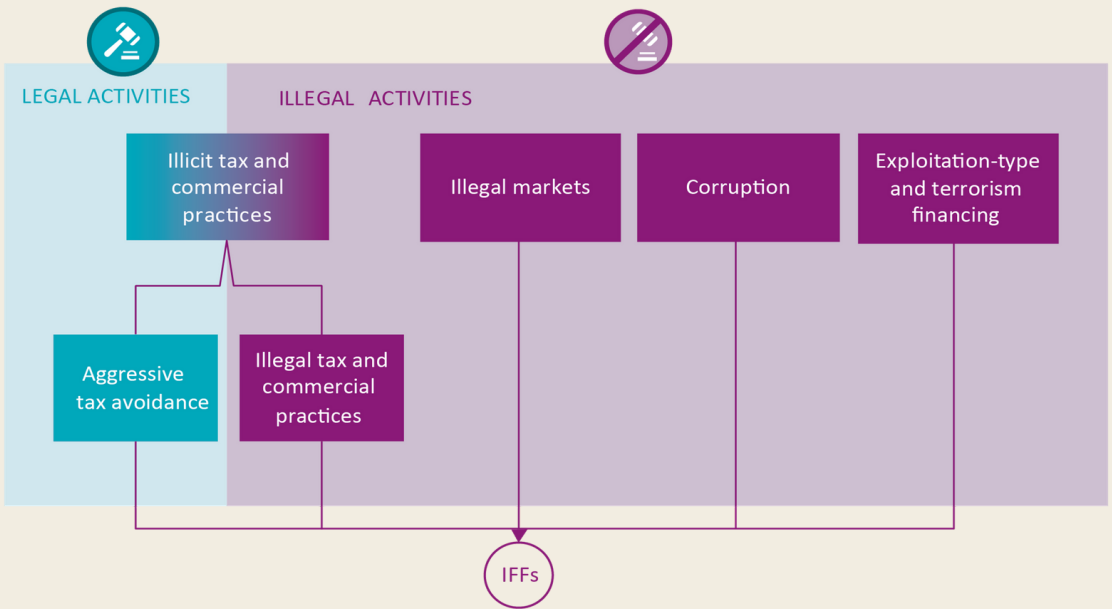 LEGAL ACTIVITIES
ILLEGAL ACTIVITIES
Illicit tax and
commercial
practices
Illegal markets
Corruption
Exploitation-type
and terrorism
financing
Aggressive
tax avoidance
Illegal tax and
commercial
practices
IFFs